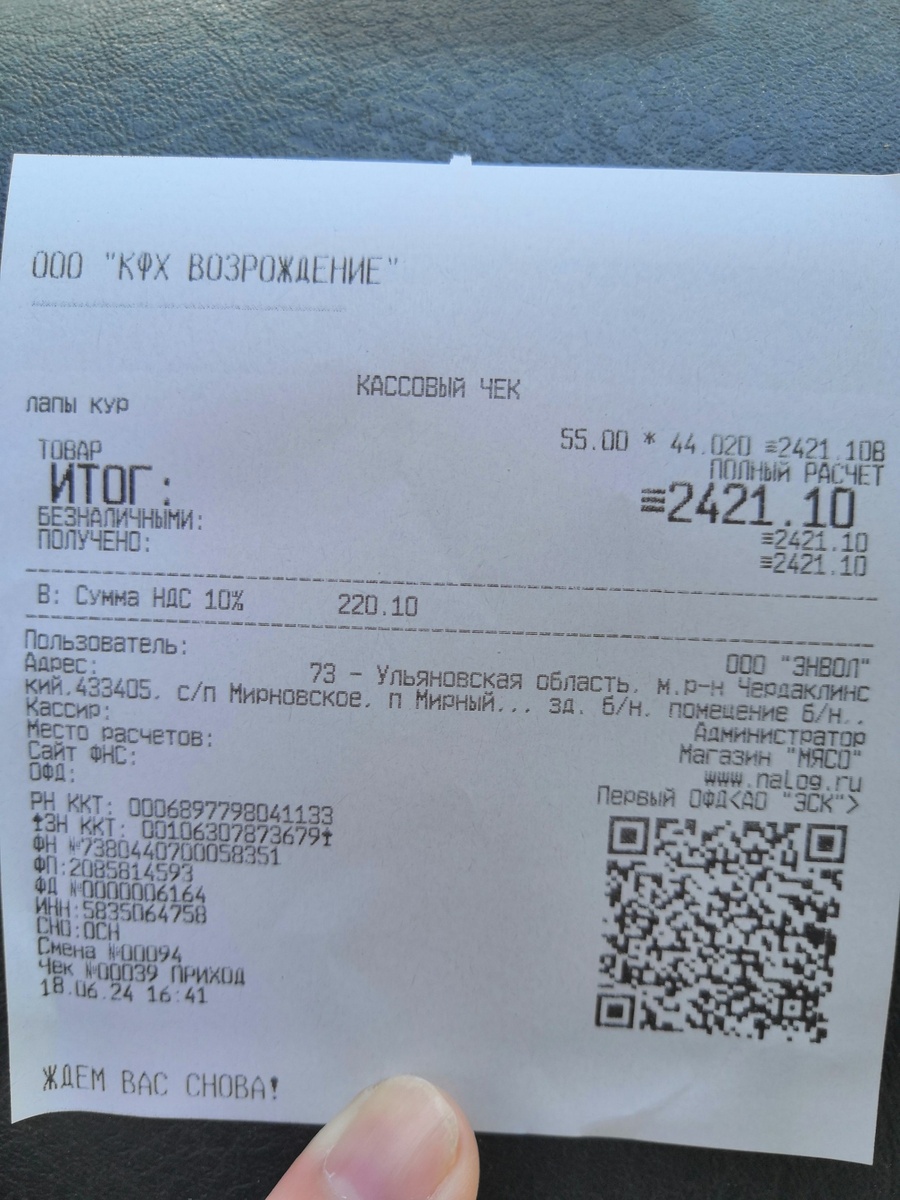 ООО "КФХ ВОЗРОЖДЕНИЕ"
КАССОВЫЙ ЧЕК
лапы кур
55.00 * 44.020 ≡2421.10В
ТОВАР ПОЛНЫЙ РАСЧЕТ
ИТОГ: ≡2421.10
БЕЗНАЛИЧНЫМИ: ≡2421.10
ПОЛУЧЕНО: ≡2421.10
В: Сумма НДС 10% 220.10
Пользователь: ООО "ЭНВОЛ"
Адрес: 73 - Ульяновская область, м.р-н Чердаклинс
кий,433405, с/п Мирновское, п Мирный,,, зд. б/н, помещение б/н,,
Кассир: Администратор
Место расчетов: Магазин "МЯСО"
Сайт ФНС: www.nalog.ru
ОФД: Первый ОФД<АО "ЭСК">
РН ККТ: 0006897798041133
ЗН ККТ: 00106307873679
ФН №7380440700058351
ФП:2085814593
ФД №0000006164
ИНН:5835064758
СНО:ОСН
Смена №00094
Чек №00039 ПРИХОД
18.06.24 16:41
ЖДЕМ ВАС СНОВА!